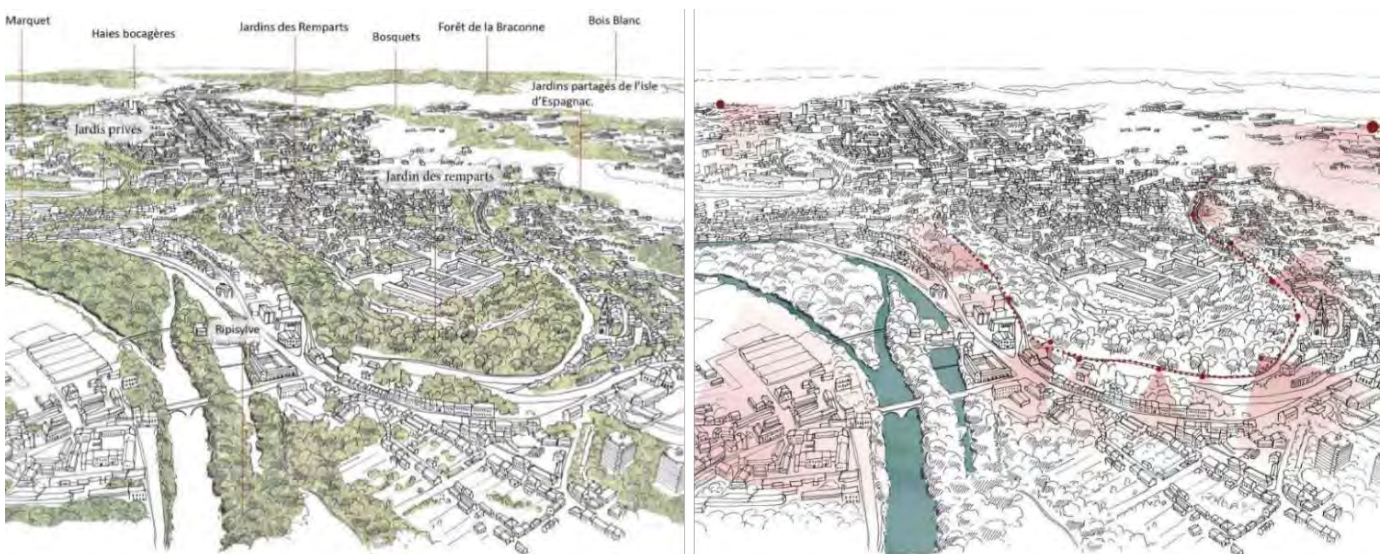 Marquet
Haies bocagères
Jardins des Remparts
Bosquets
Forêt de la Braconne
Bois Blanc
Jardins partagés de l'Isle
d'Espagnac,
Jardis privés
Jardin des remparts
Ripisylve